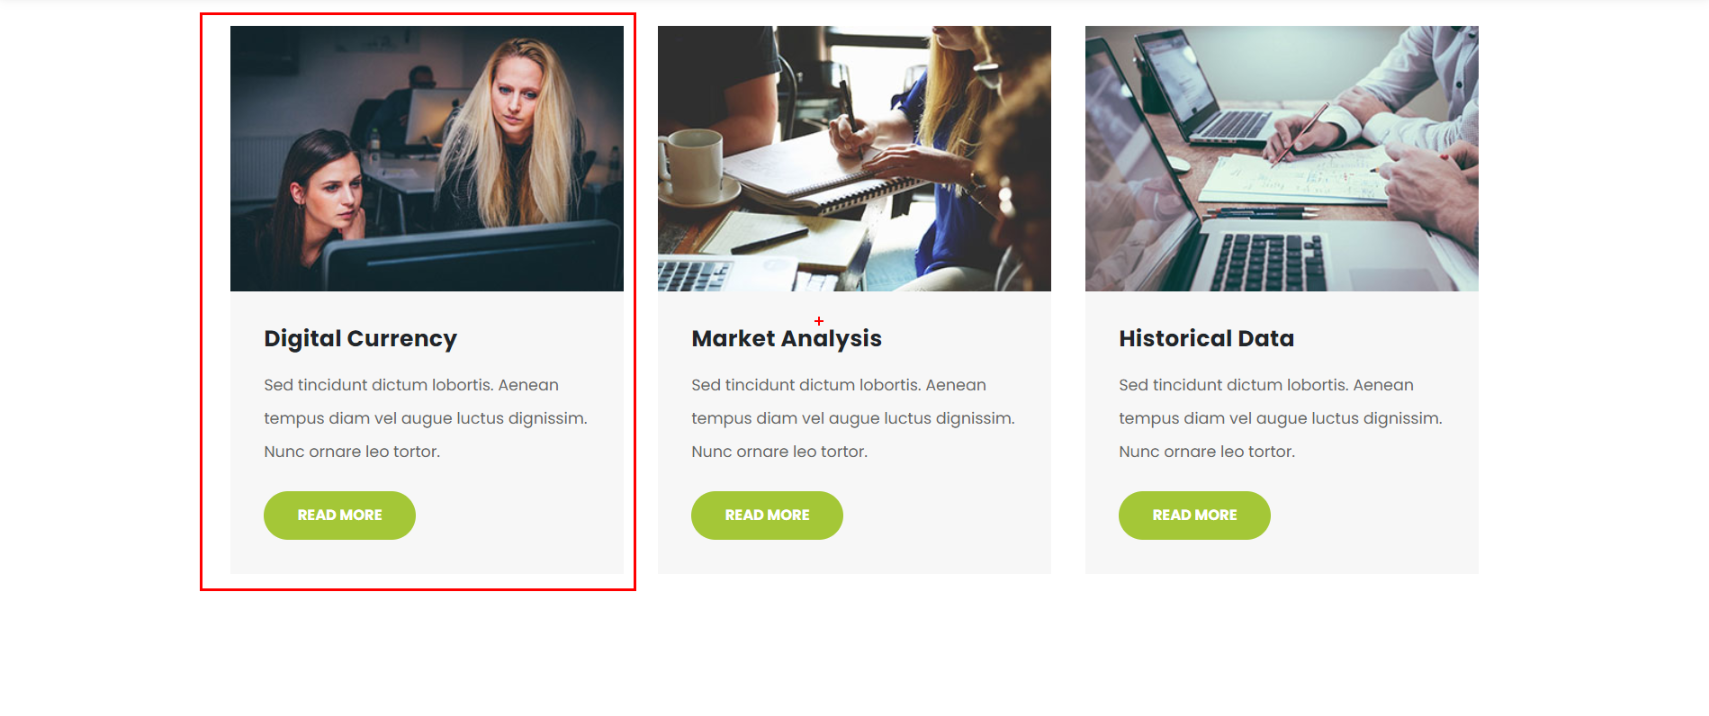 Digital Currency
Sed tincidunt dictum lobortis. Aenean
tempus diam vel augue luctus dignissim.
Nunc ornare leo tortor.
READ MORE
Market Analysis
Sed tincidunt dictum lobortis. Aenean
tempus diam vel augue luctus dignissim.
Nunc ornare leo tortor.
READ MORE
Historical Data
Sed tincidunt dictum lobortis. Aenean
tempus diam vel augue luctus dignissim.
Nunc ornare leo tortor.
READ MORE